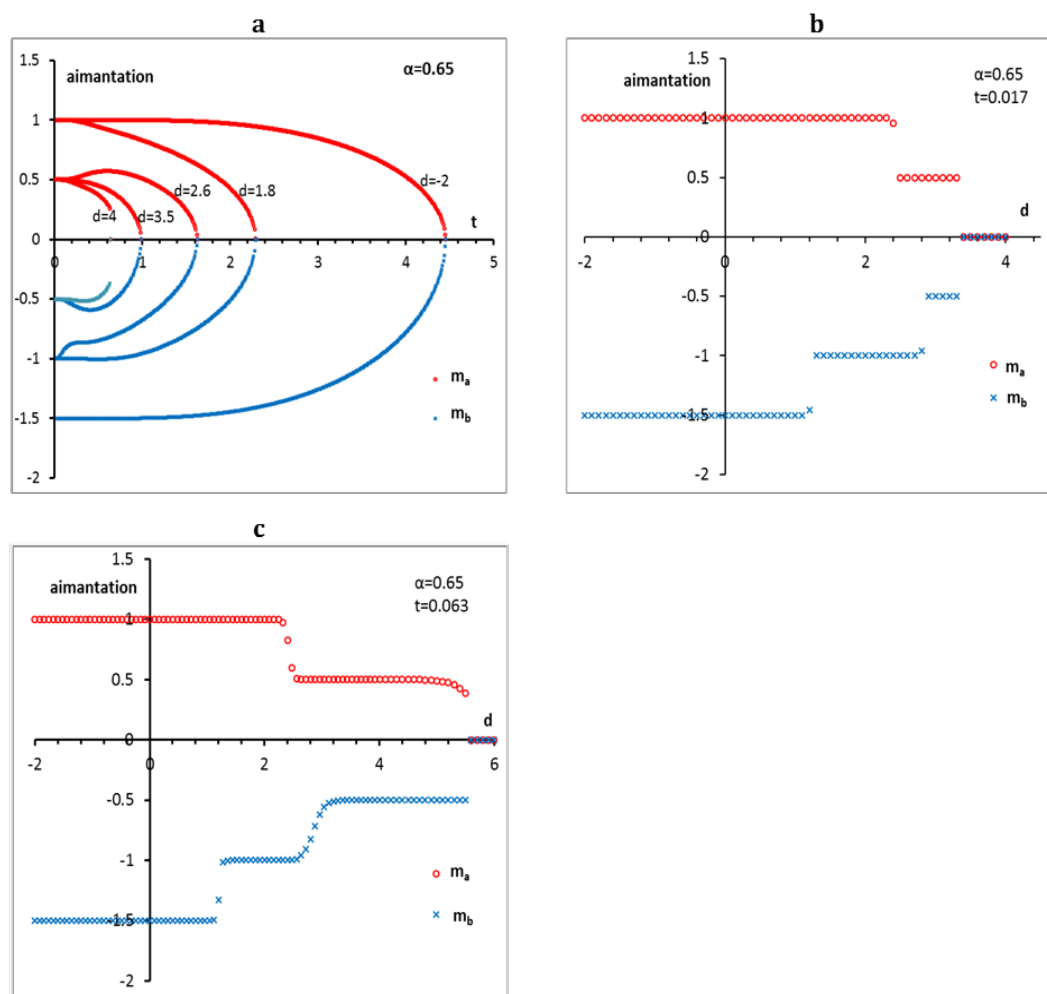 a
aimantation
α=0.65
1.5
1
0.5
0
-0.5
-1
-1.5
-2
0 1 2 3 4 5
t
d=4
d=3.5
d=2.6
d=1.8
d=-2
mₐ
m_b
b
aimantation
α=0.65
t=0.017
1.5
1
0.5
0
-0.5
-1
-1.5
-2
-2 0 2 4
d
mₐ
m_b
c
aimantation
α=0.65
t=0.063
1.5
1
0.5
0
-0.5
-1
-1.5
-2
-2 0 2 4 6
d
mₐ
m_b